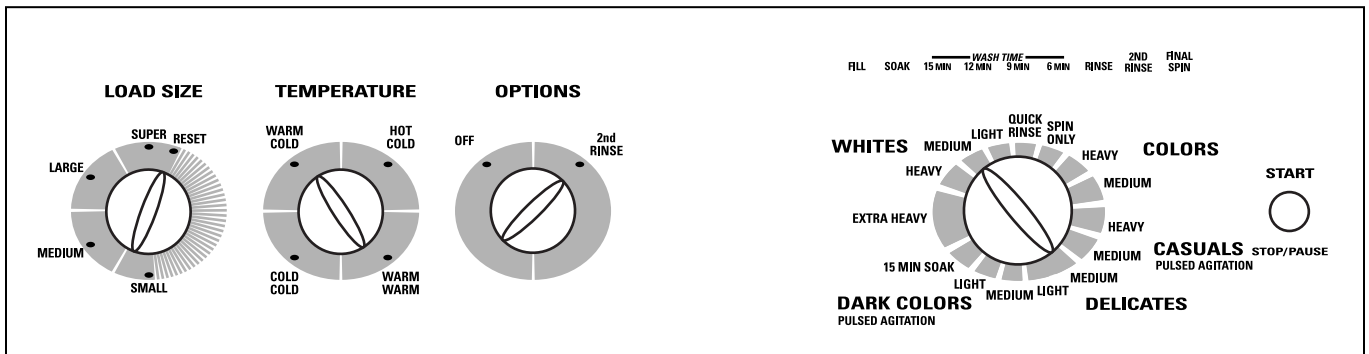 LOAD SIZE
SUPER
RESET
LARGE
MEDIUM
SMALL
TEMPERATURE
WARM
COLD
HOT
COLD
COLD
COLD
WARM
WARM
OPTIONS
OFF
2nd
RINSE
WASH TIME
FILL SOAK 15 MIN 12 MIN 9 MIN 6 MIN RINSE 2ND
RINSE FINAL
SPIN
WHITES
EXTRA HEAVY
HEAVY
MEDIUM
LIGHT
QUICK
RINSE
SPIN
ONLY
COLORS
HEAVY
MEDIUM
HEAVY
MEDIUM
CASUALS
PULSED AGITATION
MEDIUM
LIGHT
DELICATES
MEDIUM
LIGHT
15 MIN SOAK
DARK COLORS
PULSED AGITATION
START
STOP/PAUSE